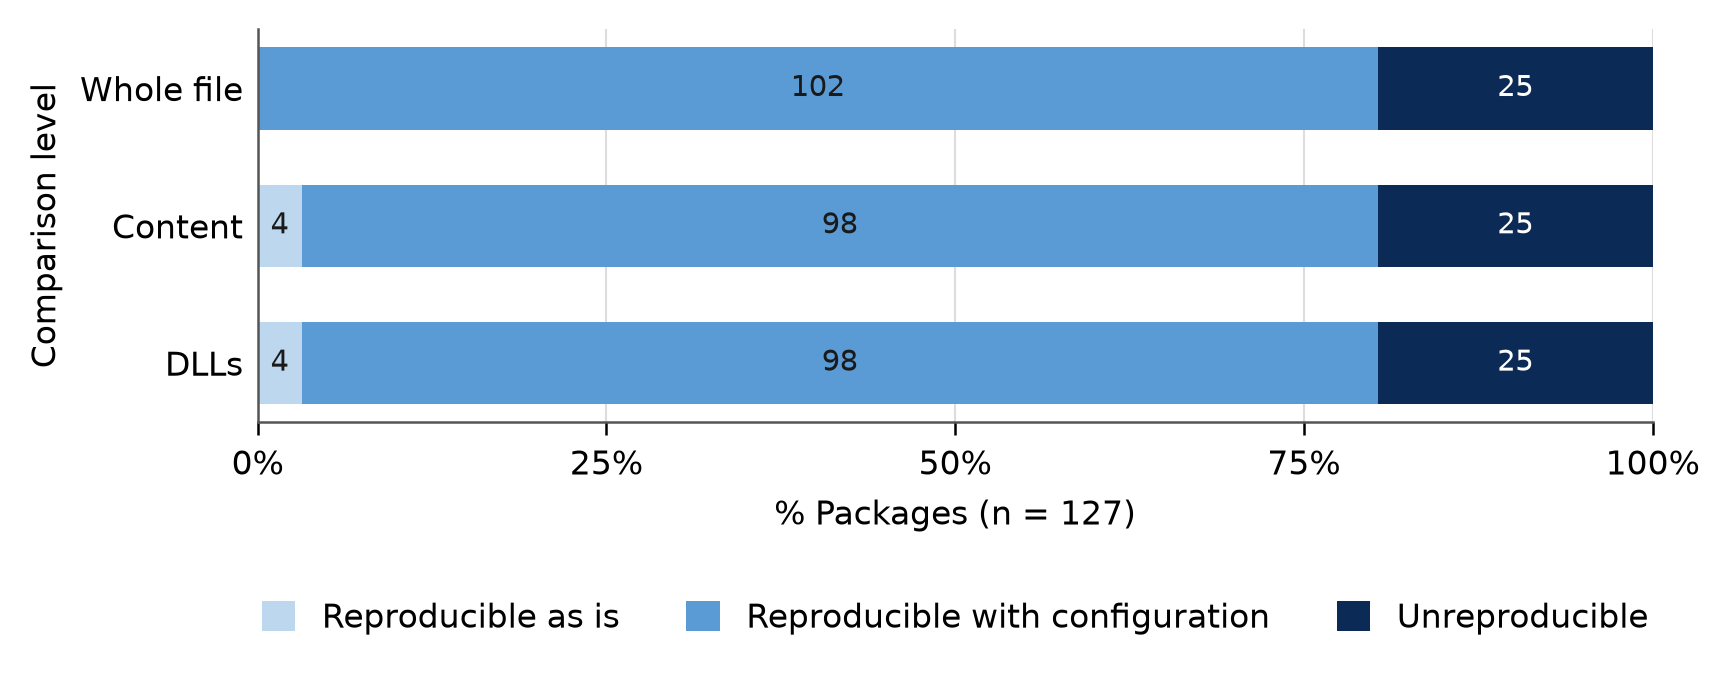 Comparison level
Whole file 102 25
Content 4 98 25
DLLs 4 98 25
0% 25% 50% 75% 100%
% Packages (n = 127)
Reproducible as is Reproducible with configuration Unreproducible